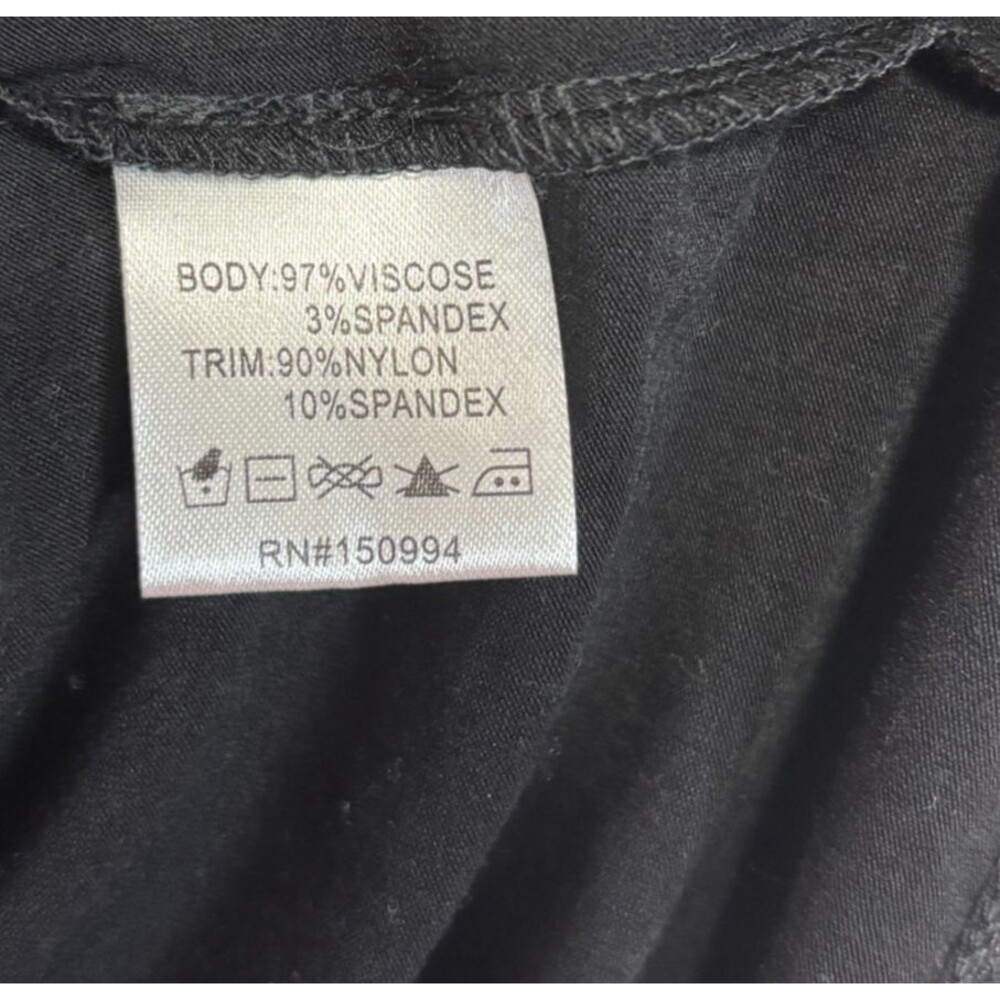 BODY:97%VISCOSE
3%SPANDEX
TRIM:90%NYLON
10%SPANDEX
RN#150994